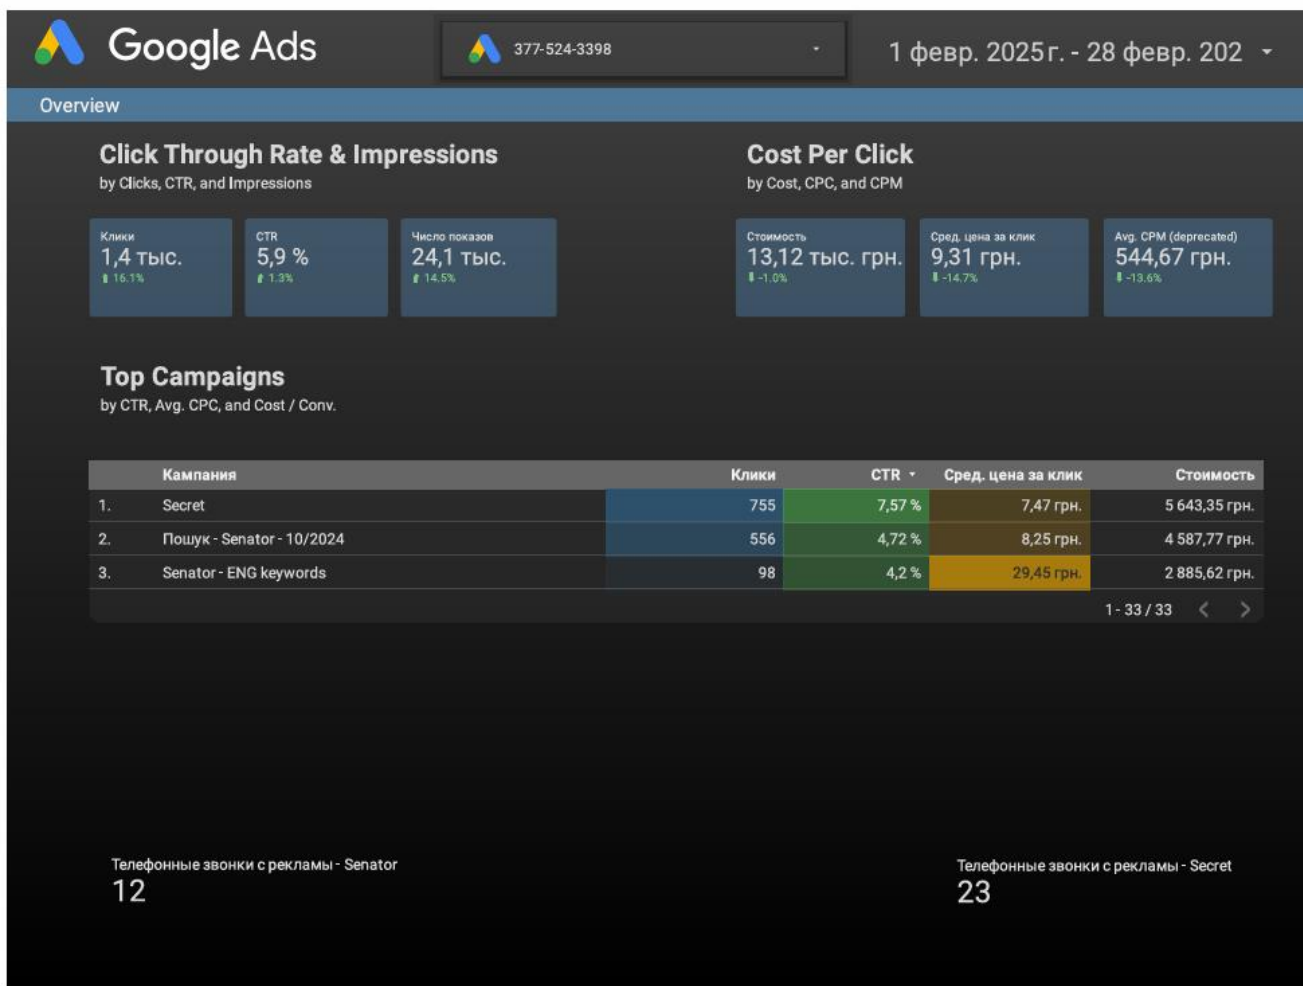 Google Ads
377-524-3398
1 февр. 2025 г. - 28 февр. 202
Overview
Click Through Rate & Impressions
by Clicks, CTR, and Impressions
Cost Per Click
by Cost, CPC, and CPM
Клики
1,4 тыс.
16.1%
CTR
5,9 %
1.3%
Число показов
24,1 тыс.
14.5%
Стоимость
13,12 тыс. грн.
-1.0%
Сред. цена за клик
9,31 грн.
-14.7%
Avg. CPM (deprecated)
544,67 грн.
-13.6%
Top Campaigns
by CTR, Avg. CPC, and Cost / Conv.
Кампания Клики CTR Сред. цена за клик Стоимость
1. Secret 755 7,57 % 7,47 грн. 5 643,35 грн.
2. Пошук - Senator - 10/2024 556 4,72 % 8,25 грн. 4 587,77 грн.
3. Senator - ENG keywords 98 4,2 % 29,45 грн. 2 885,62 грн.
1 - 33 / 33
Телефонные звонки с рекламы - Senator
12
Телефонные звонки с рекламы - Secret
23